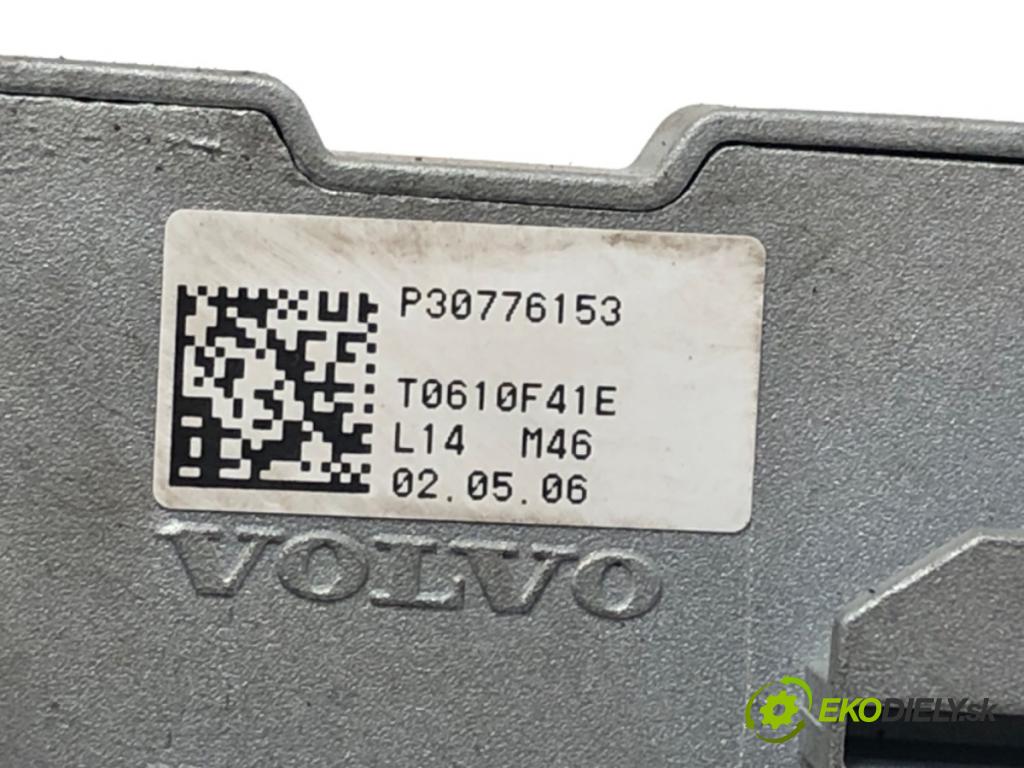 P30776153
T0610F41E
L14 M46
02.05.06
VOLVO
EKODIELY.sk